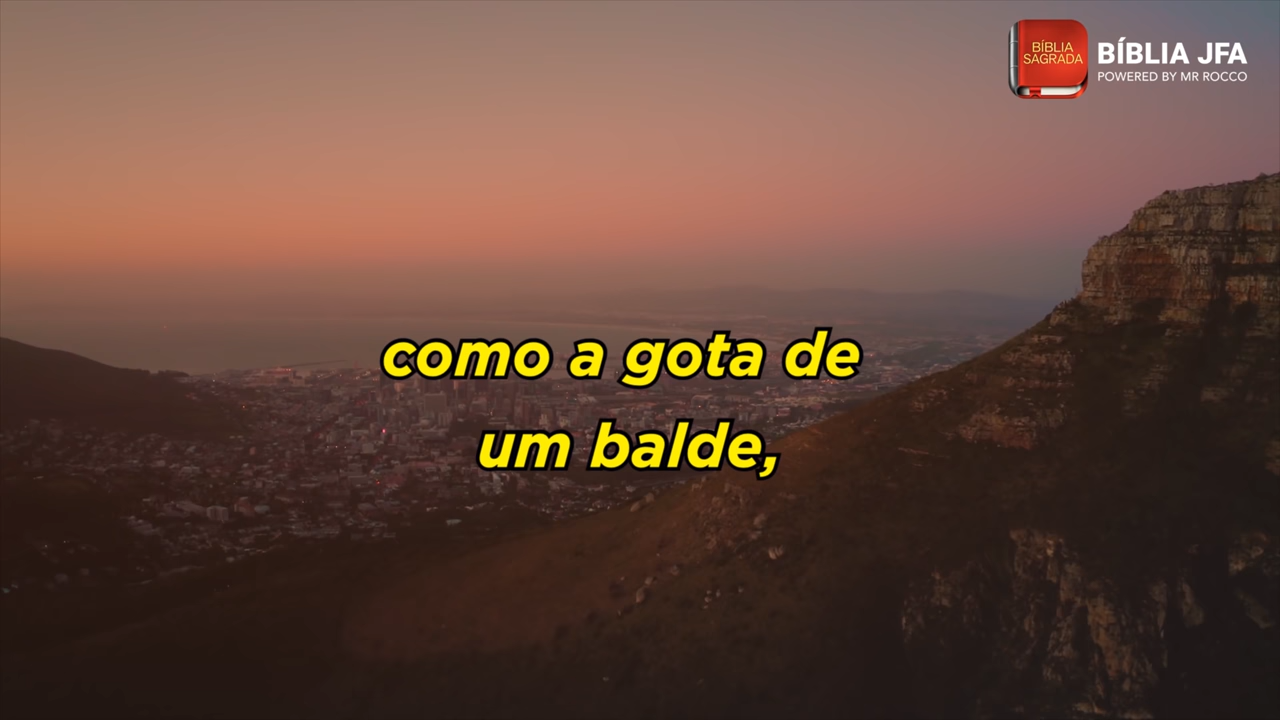 BÍBLIA
SAGRADA
BÍBLIA JFA
POWERED BY MR ROCCO
como a gota de
um balde,